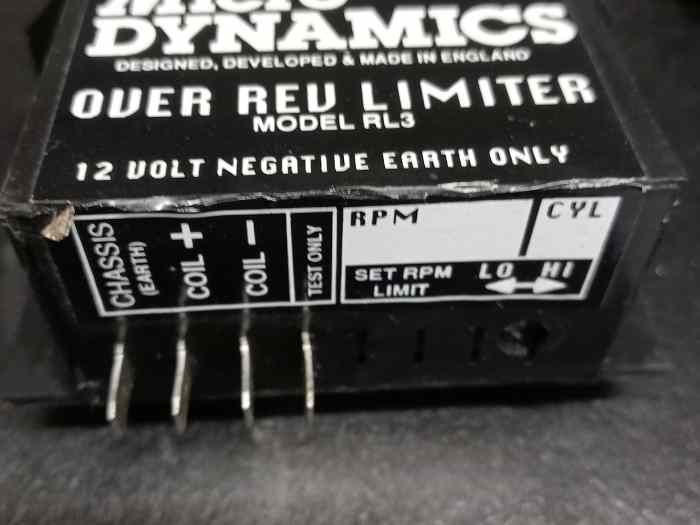 Micro
DYNAMICS
DESIGNED, DEVELOPED & MADE IN ENGLAND
OVER REV LIMITER
MODEL RL3
12 VOLT NEGATIVE EARTH ONLY
CHASSIS
(EARTH)
COIL +
COIL -
TEST ONLY
RPM
CYL
SET RPM
LIMIT
LO HI